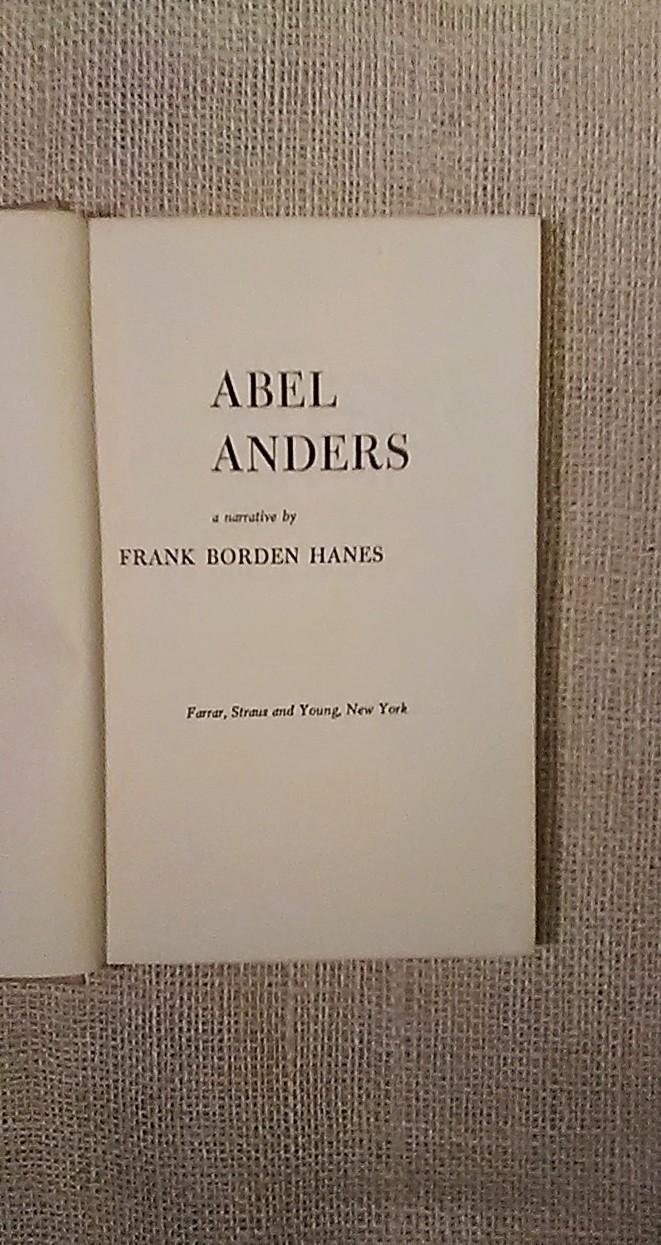 ABEL
ANDERS
a narrative by
FRANK BORDEN HANES
Farrar, Straus and Young, New York